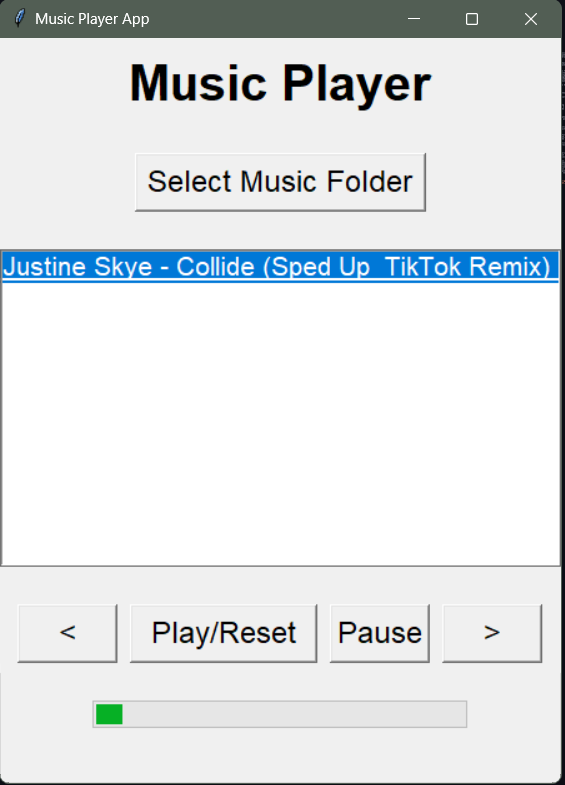 Music Player App
Music Player
Select Music Folder
Justine Skye - Collide (Sped Up  TikTok Remix)
< Play/Reset Pause >